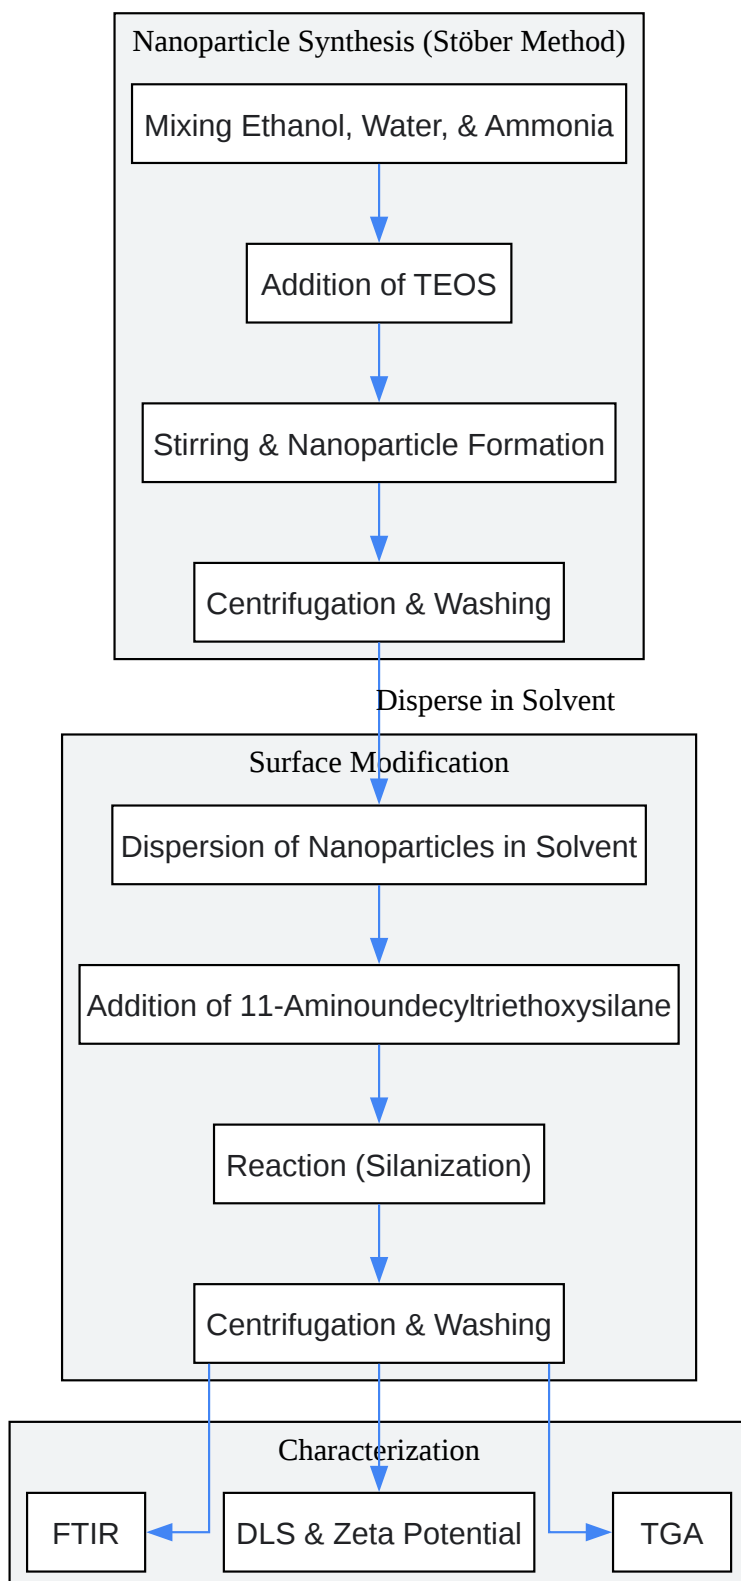 Nanoparticle Synthesis (Stöber Method)
Mixing Ethanol, Water, & Ammonia
Addition of TEOS
Stirring & Nanoparticle Formation
Centrifugation & Washing
Disperse in Solvent
Surface Modification
Dispersion of Nanoparticles in Solvent
Addition of 11-Aminoundecyltriethoxysilane
Reaction (Silanization)
Centrifugation & Washing
Characterization
FTIR
DLS & Zeta Potential
TGA